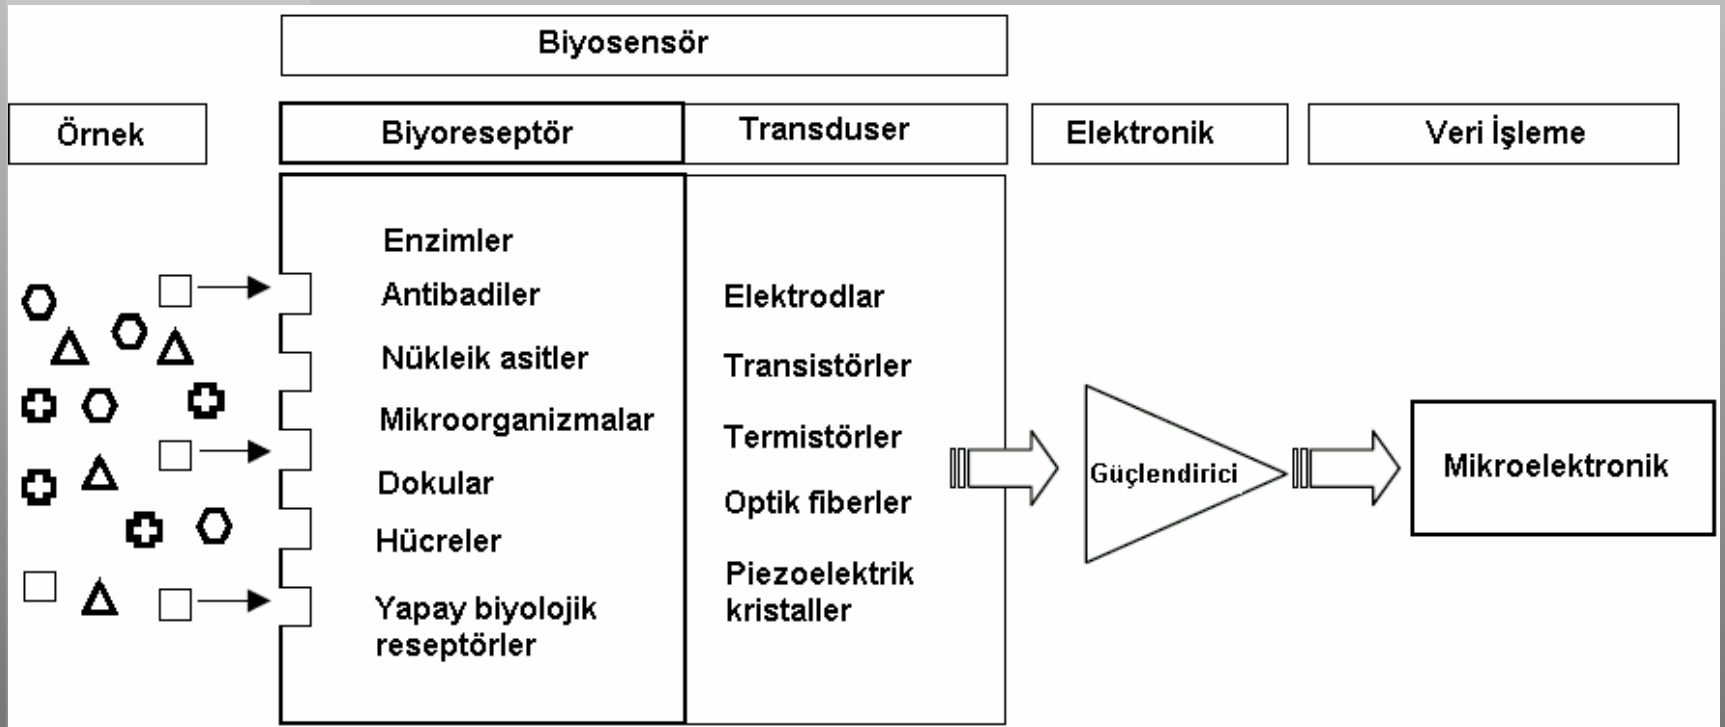 Biyosensör
Örnek
Biyoreseptör
Transduser
Elektronik
Veri İşleme
Enzimler
Antibadiler
Nükleik asitler
Mikroorganizmalar
Dokular
Hücreler
Yapay biyolojik
reseptörler
Elektrodlar
Transistörler
Termistörler
Optik fiberler
Piezoelektrik
kristaller
Güçlendirici
Mikroelektronik